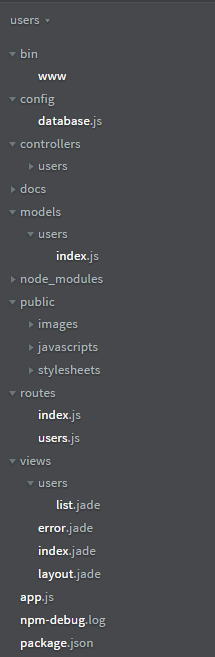 users
bin
www
config
database.js
controllers
users
docs
models
users
index.js
node_modules
public
images
javascripts
stylesheets
routes
index.js
users.js
views
users
list.jade
error.jade
index.jade
layout.jade
app.js
npm-debug.log
package.json